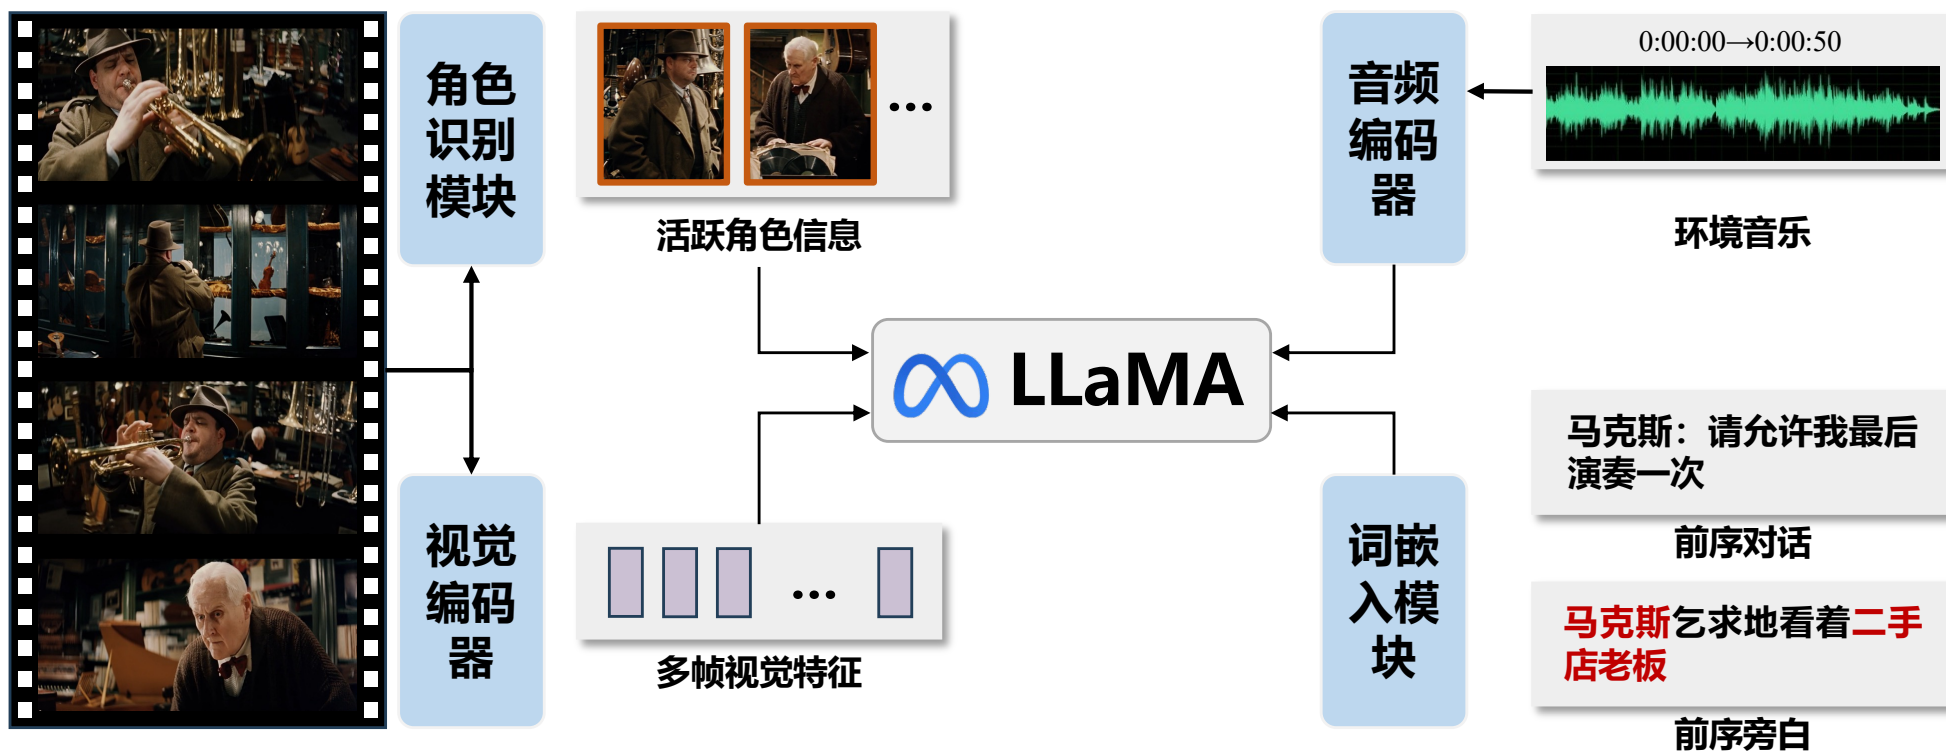 角色
识别
模块
活跃角色信息
音频
编码
器
0:00:00→0:00:50
环境音乐
LLaMA
视觉
编码
器
多帧视觉特征
词嵌
入模
块
马克斯：请允许我最后
演奏一次
前序对话
马克斯乞求地看着二手
店老板
前序旁白